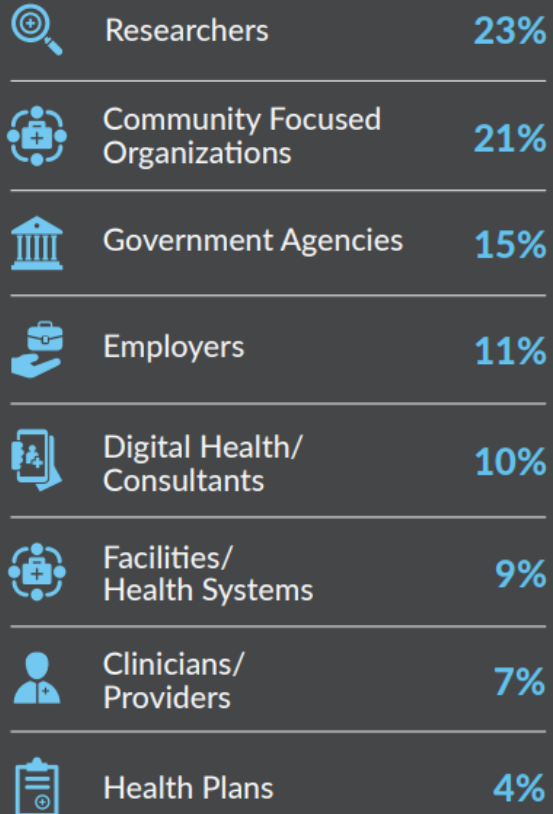 Researchers 23%
Community Focused
Organizations 21%
Government Agencies 15%
Employers 11%
Digital Health/
Consultants 10%
Facilities/
Health Systems 9%
Clinicians/
Providers 7%
Health Plans 4%